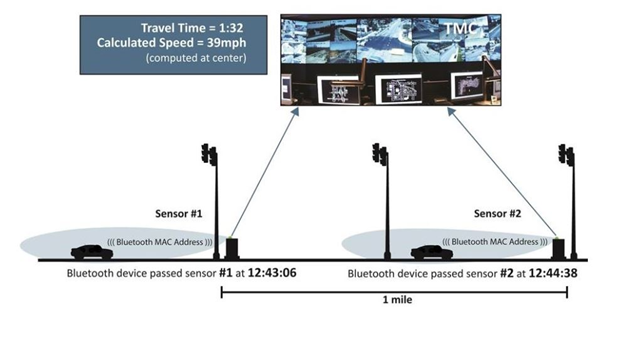 Travel Time = 1:32
Calculated Speed = 39mph
(computed at center)
TMC
Sensor #1
Sensor #2
((( Bluetooth MAC Address )))
((( Bluetooth MAC Address )))
Bluetooth device passed sensor #1 at 12:43:06
Bluetooth device passed sensor #2 at 12:44:38
1 mile